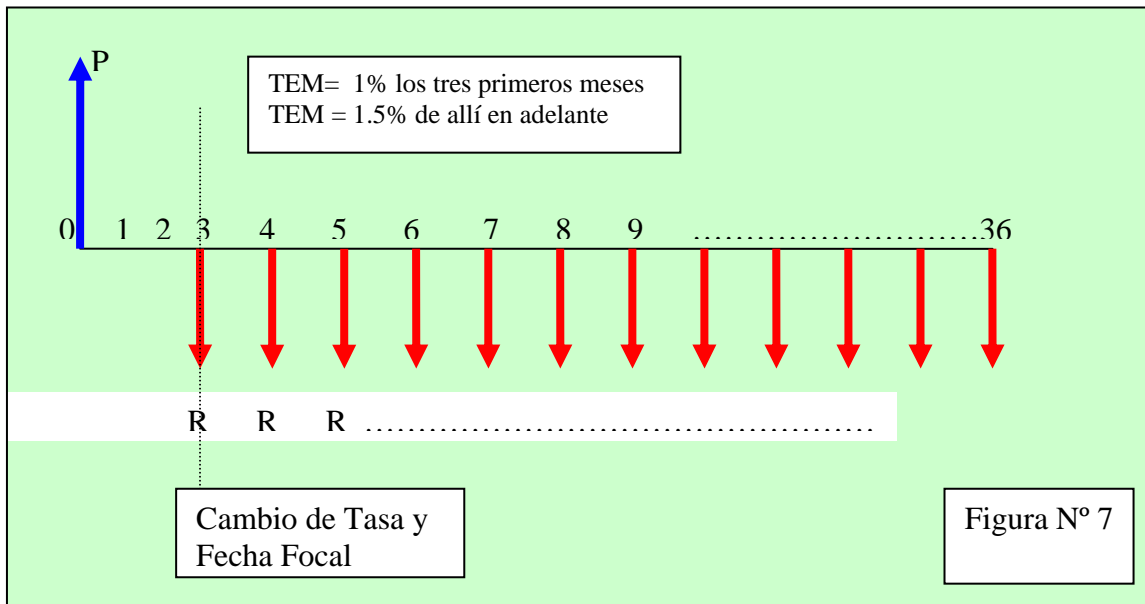 P
TEM= 1% los tres primeros meses
TEM = 1.5% de allí en adelante
0 1 2 3 4 5 6 7 8 9 ................................36
R R R ..................................................
Cambio de Tasa y
Fecha Focal
Figura Nº 7